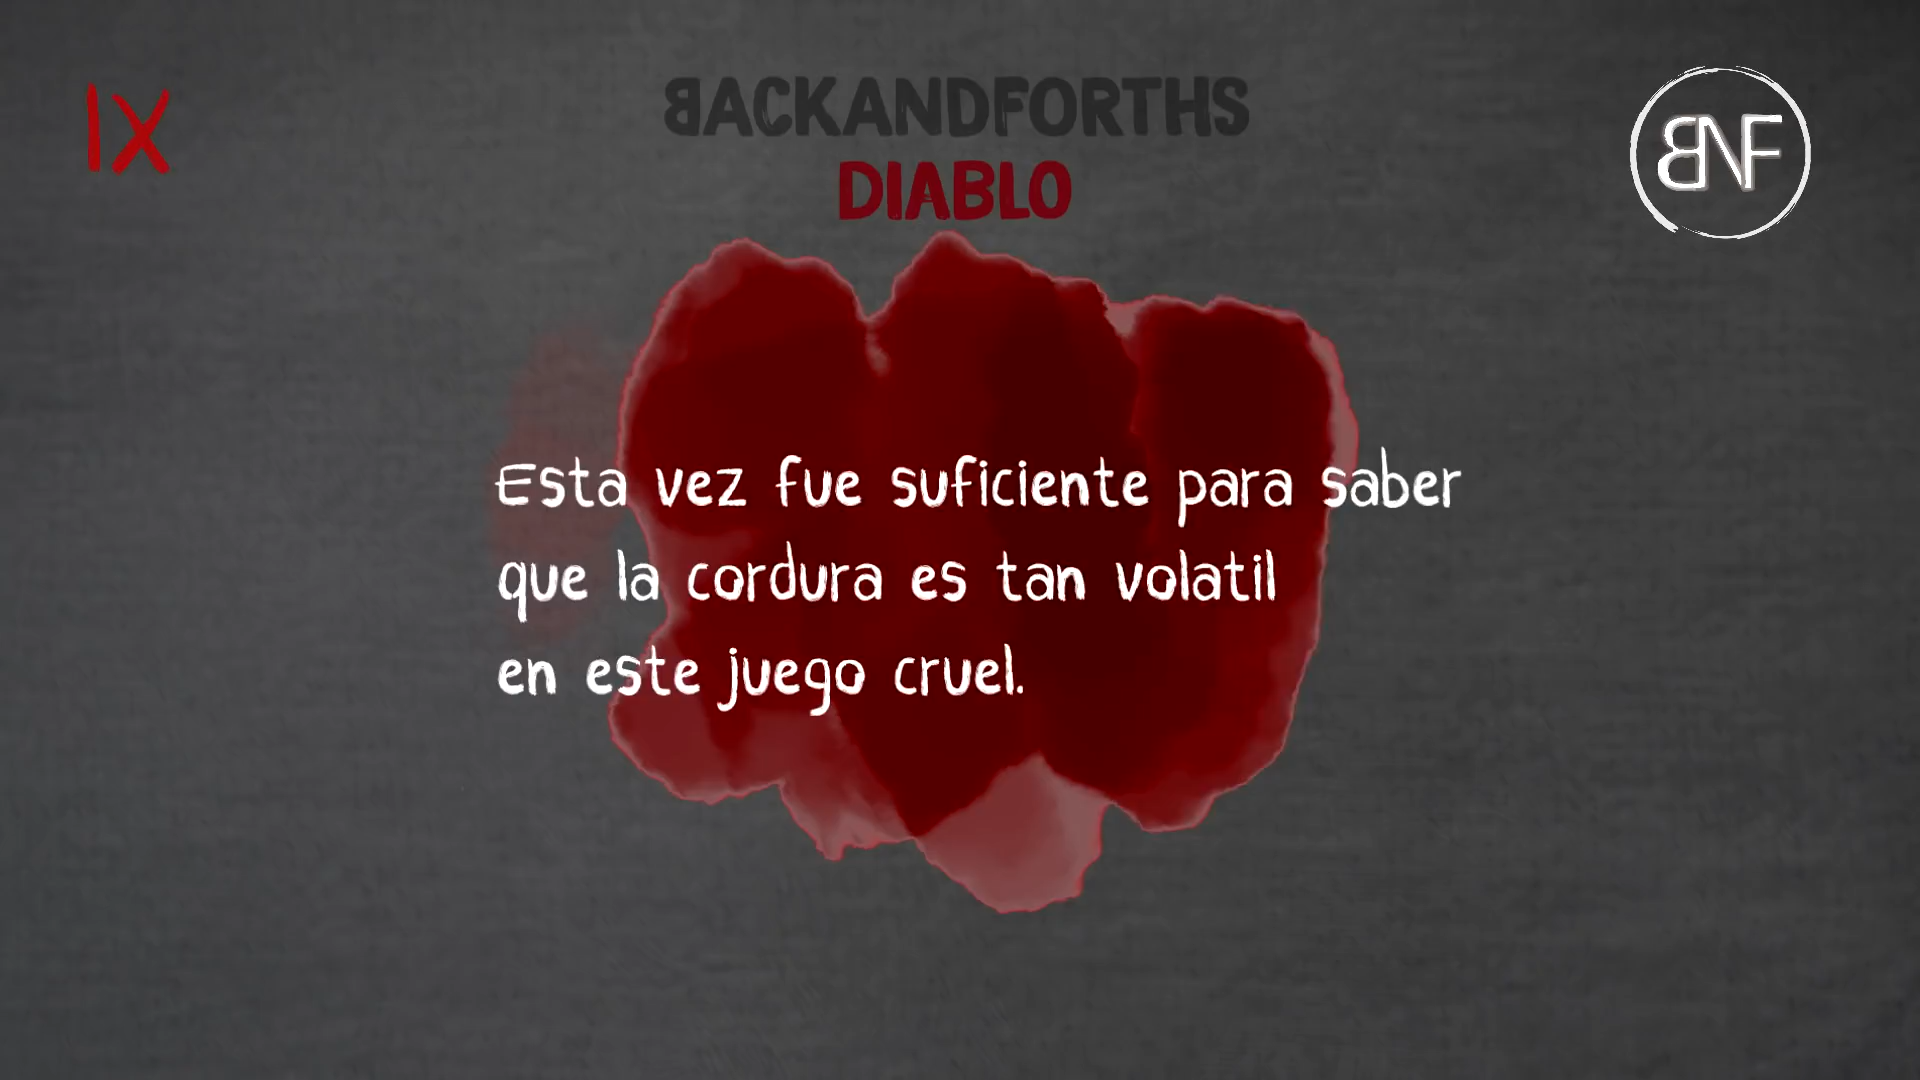 IX
BACKANDFORTHS
DIABLO
BNF
Esta vez fue suficiente para saber
que la cordura es tan volatil
en este juego cruel.